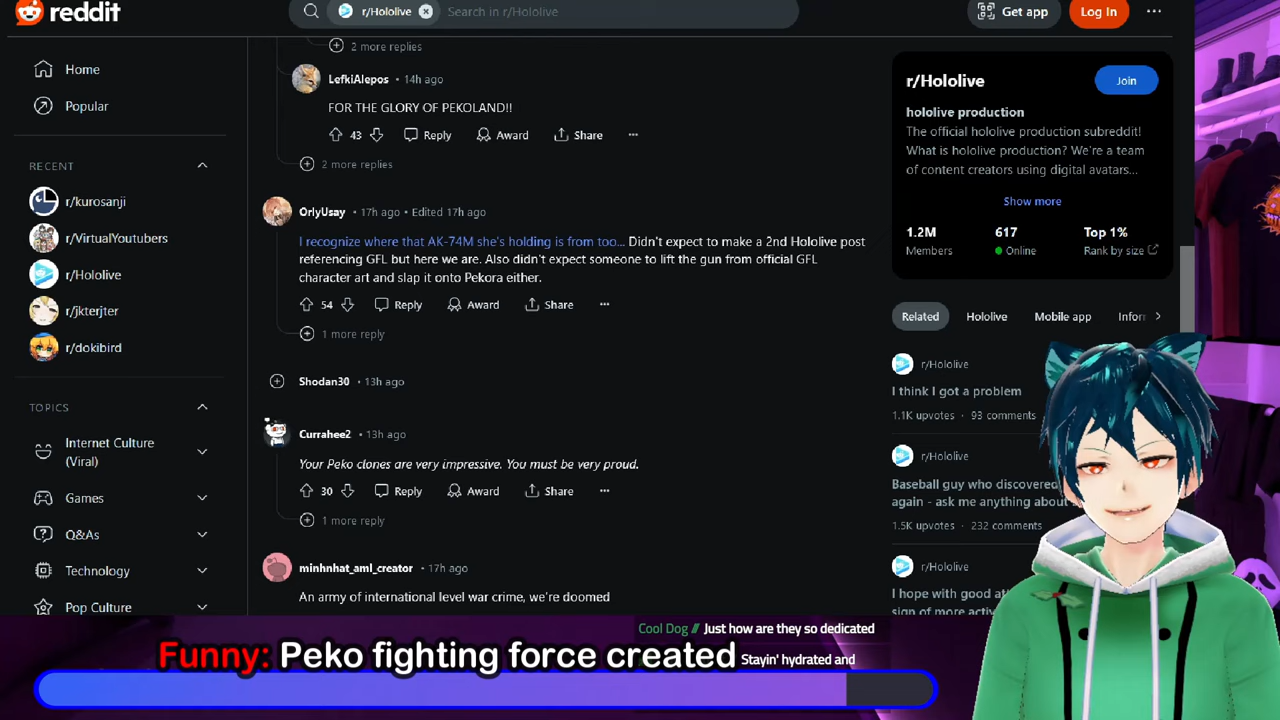 reddit
r/Hololive
Search in r/Hololive
Get app
Log In
Home
Popular
RECENT
r/kurosanji
r/VirtualYoutubers
r/Hololive
r/jkterjter
r/dokibird
TOPICS
Internet Culture
(Viral)
Games
Q&As
Technology
Pop Culture
2 more replies
LefkiAlepos • 14h ago
FOR THE GLORY OF PEKOLAND!!
43 Reply Award Share
2 more replies
OrlyUsay • 17h ago • Edited 17h ago
I recognize where that AK-74M she's holding is from too... Didn't expect to make a 2nd Hololive post
referencing GFL but here we are. Also didn't expect someone to lift the gun from official GFL
character art and slap it onto Pekora either.
54 Reply Award Share
1 more reply
Shodan30 • 13h ago
Currahee2 • 13h ago
Your Peko clones are very impressive. You must be very proud.
30 Reply Award Share
1 more reply
minhnhat_aml_creator • 17h ago
An army of international level war crime, we're doomed
r/Hololive
Join
hololive production
The official hololive production subreddit!
What is hololive production? We're a team
of content creators using digital avatars...
Show more
1.2M 617 Top 1%
Members Online Rank by size
Related Hololive Mobile app Inforr
r/Hololive
I think I got a problem
1.1K upvotes • 93 comments
r/Hololive
Baseball guy who discovered
again - ask me anything about
1.5K upvotes • 232 comments
r/Hololive
I hope with good at
sign of more activ
Cool Dog // Just how are they so dedicated
Stayin' hydrated and
Funny: Peko fighting force created